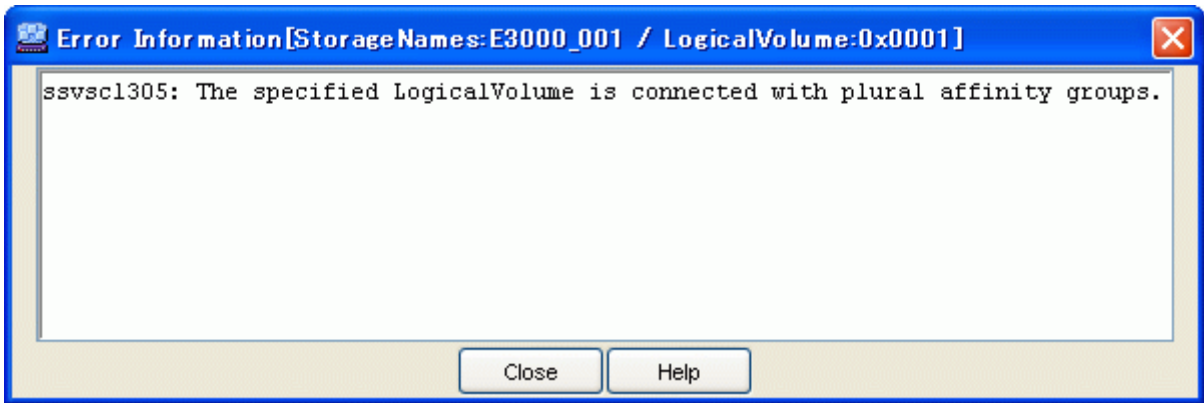 Error Information[StorageNames:E3000_001 / LogicalVolume:0x0001]
ssvscl305: The specified LogicalVolume is connected with plural affinity groups.
Close Help